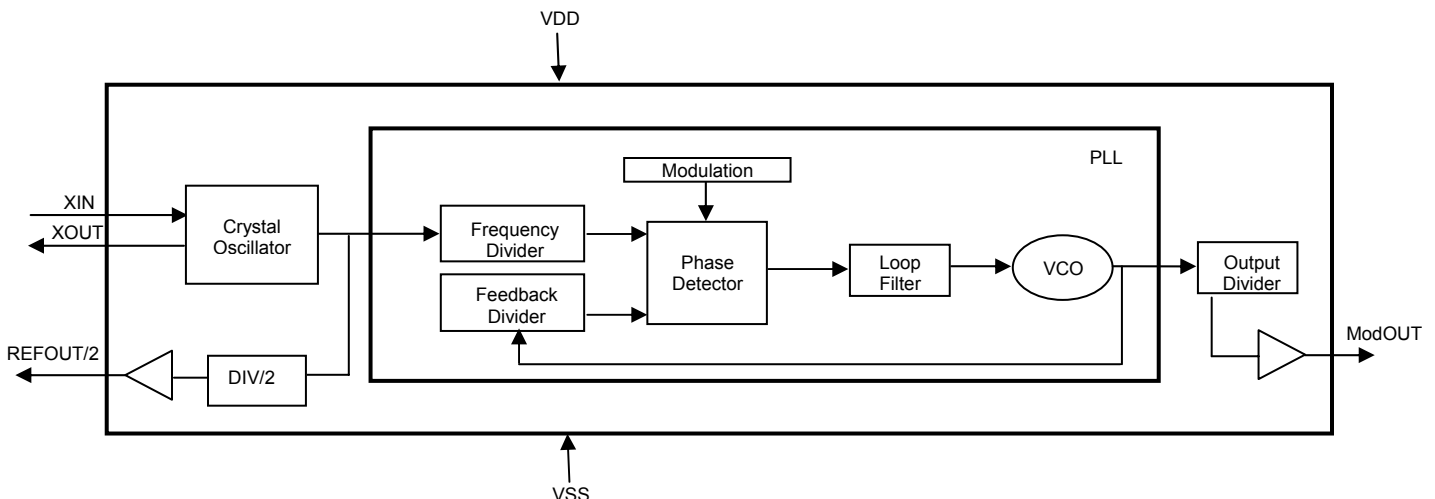 VDD
PLL
Modulation
XIN
XOUT
Crystal
Oscillator
Frequency
Divider
Phase
Detector
Loop
Filter
VCO
Output
Divider
Feedback
Divider
ModOUT
REFOUT/2
DIV/2
VSS